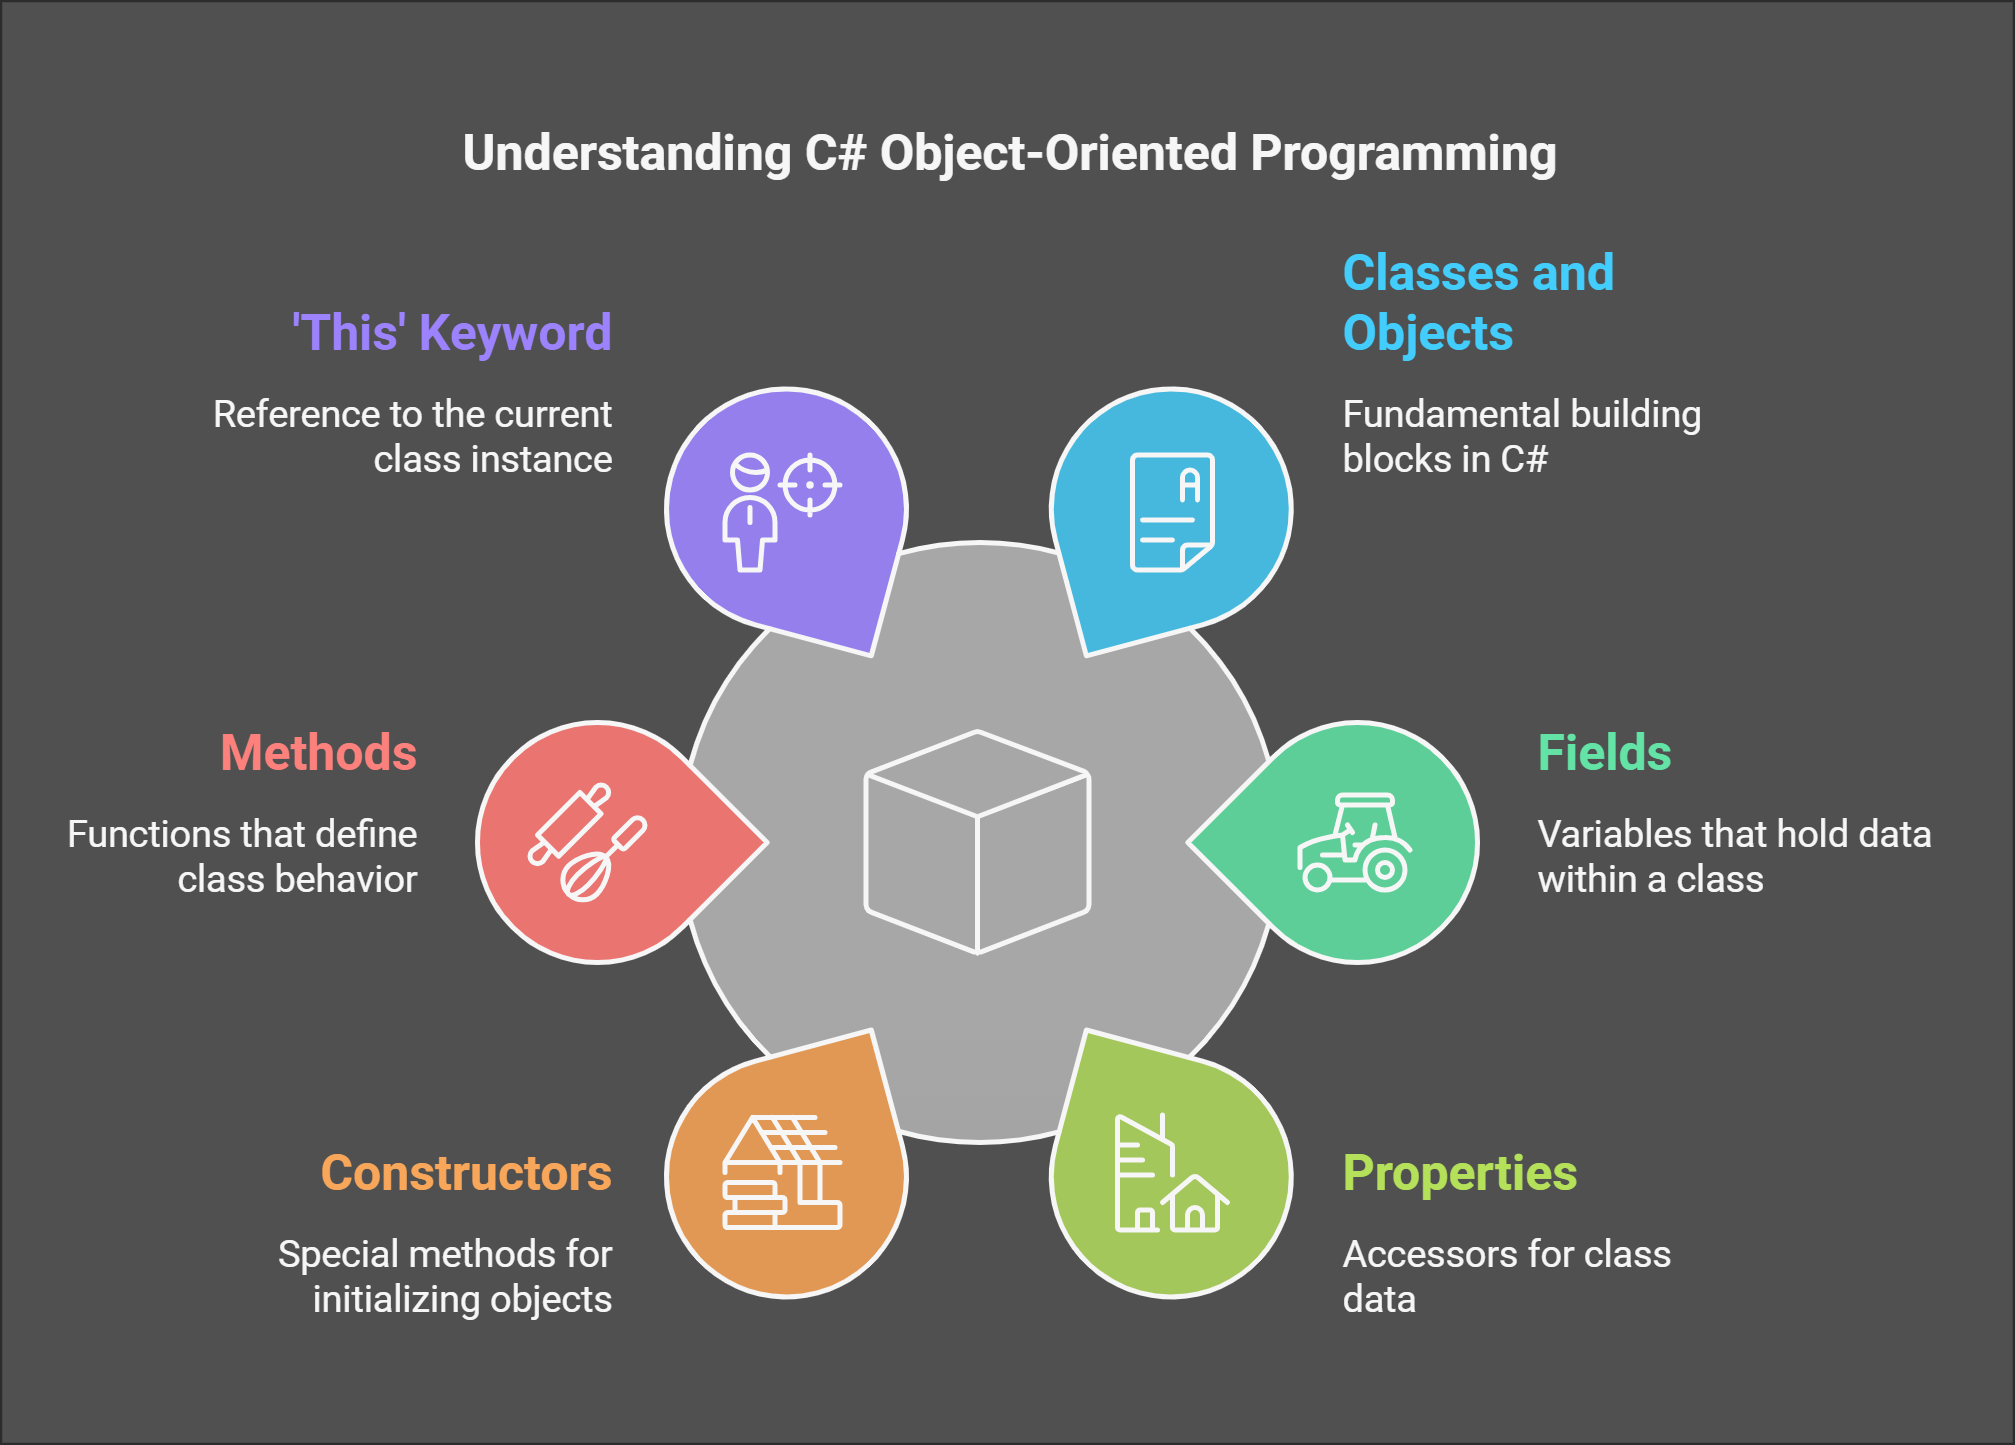 Understanding C# Object-Oriented Programming
Classes and
Objects
Fundamental building
blocks in C#
'This' Keyword
Reference to the current
class instance
Fields
Variables that hold data
within a class
Methods
Functions that define
class behavior
Properties
Accessors for class
data
Constructors
Special methods for
initializing objects